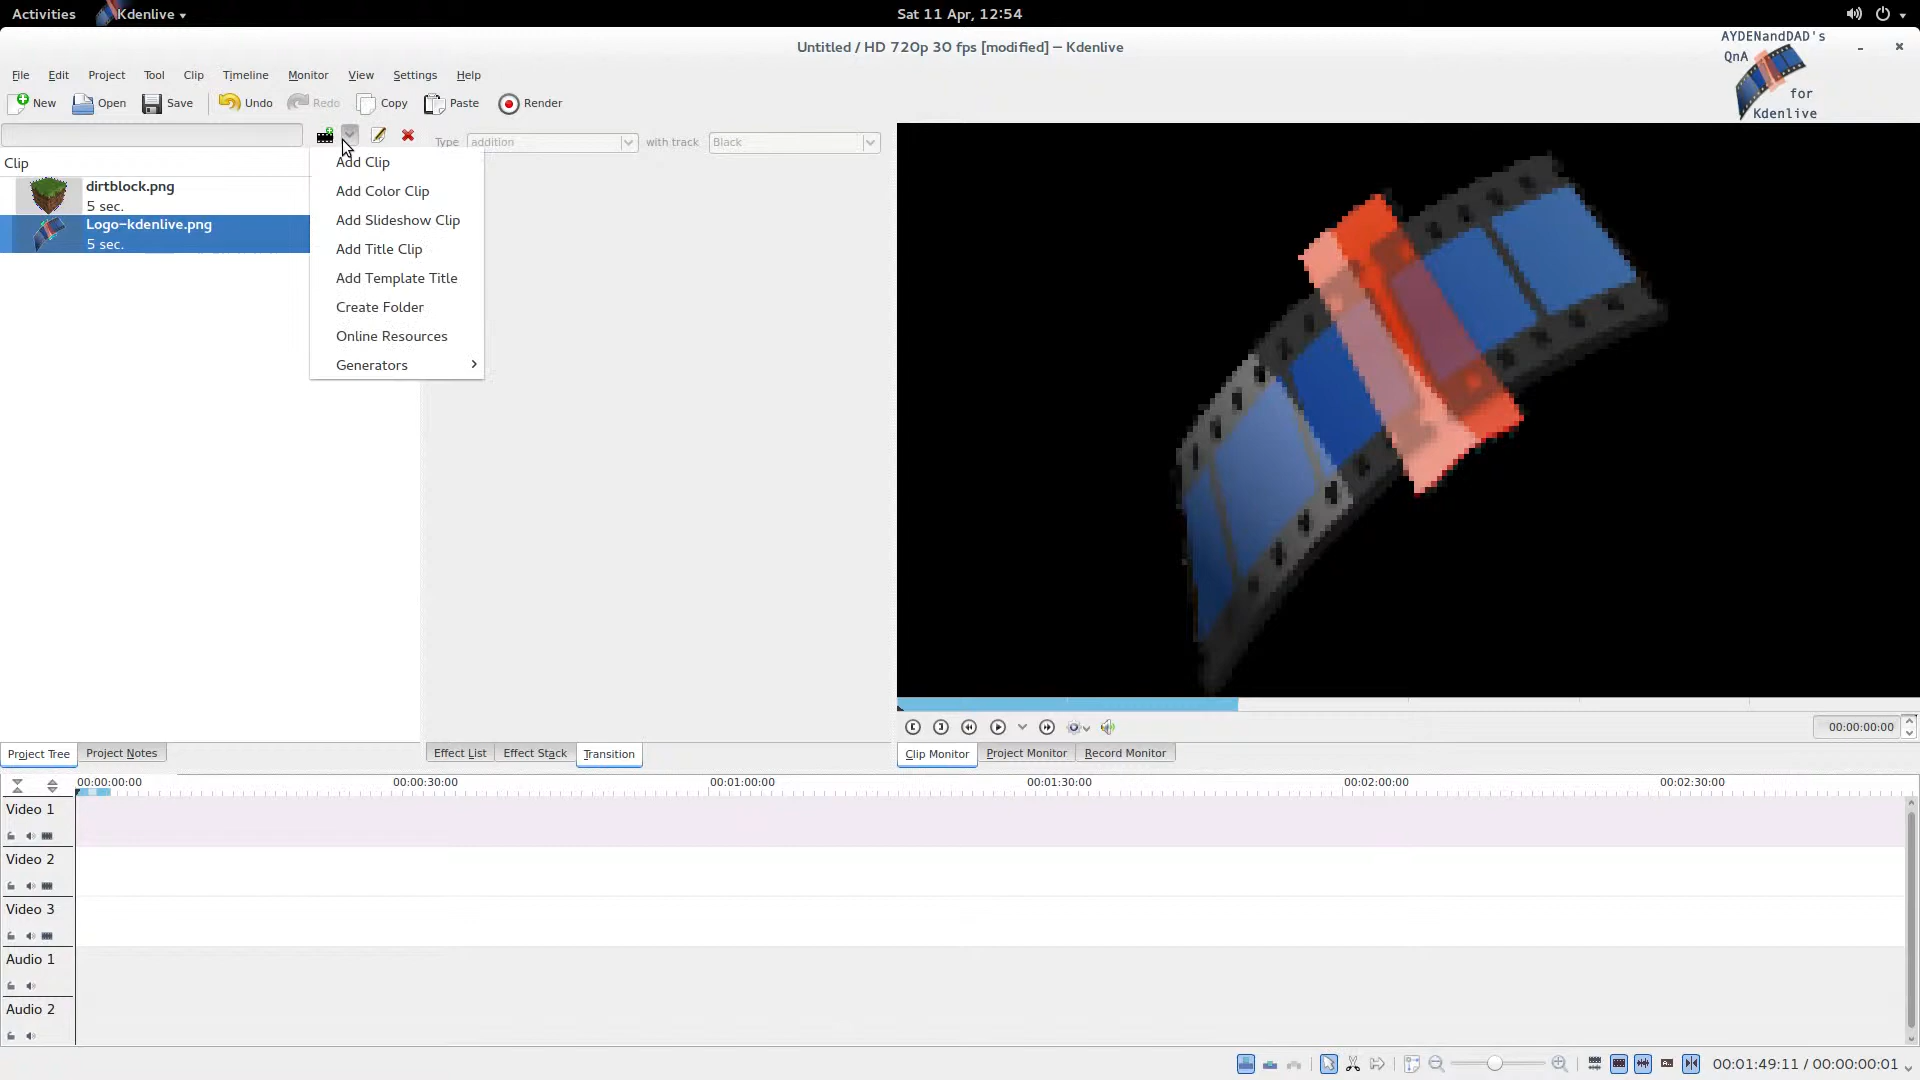 Activities
Kdenlive
Sat 11 Apr, 12:54
Untitled / HD 720p 30 fps [modified] — Kdenlive
AYDENandDAD's
QnA
for
Kdenlive
File Edit Project Tool Clip Timeline Monitor View Settings Help
New Open Save Undo Redo Copy Paste Render
Type addition with track Black
Clip
dirtblock.png
5 sec.
Logo-kdenlive.png
5 sec.
Add Clip
Add Color Clip
Add Slideshow Clip
Add Title Clip
Add Template Title
Create Folder
Online Resources
Generators
00:00:00:00
Project Tree Project Notes
Effect List Effect Stack Transition
Clip Monitor Project Monitor Record Monitor
00:00:00:00 00:00:30:00 00:01:00:00 00:01:30:00 00:02:00:00 00:02:30:00
Video 1
Video 2
Video 3
Audio 1
Audio 2
00:01:49:11 / 00:00:00:01